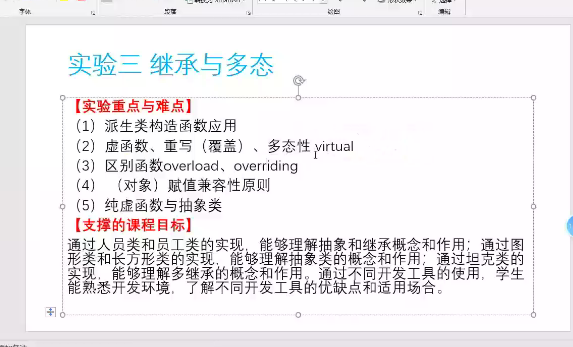 字体
段落
绘图
编辑
实验三 继承与多态
【实验重点与难点】
（1）派生类构造函数应用
（2）虚函数、重写（覆盖）、多态性 virtual
（3）区别函数overload、overriding
（4）（对象）赋值兼容性原则
（5）纯虚函数与抽象类
【支撑的课程目标】
通过人员类和员工类的实现，能够理解抽象和继承概念和作用；通过图
形类和长方形类的实现，能够理解抽象类的概念和作用；通过坦克类的
实现，能够理解多继承的概念和作用。通过不同开发工具的使用，学生
能熟悉开发环境，了解不同开发工具的优缺点和适用场合。